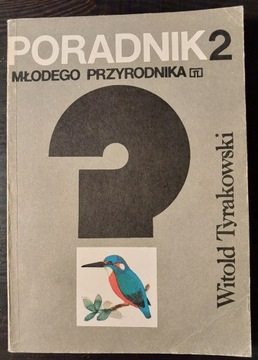 PORADNIK 2
MŁODEGO PRZYRODNIKA
Witold Tyrakowski